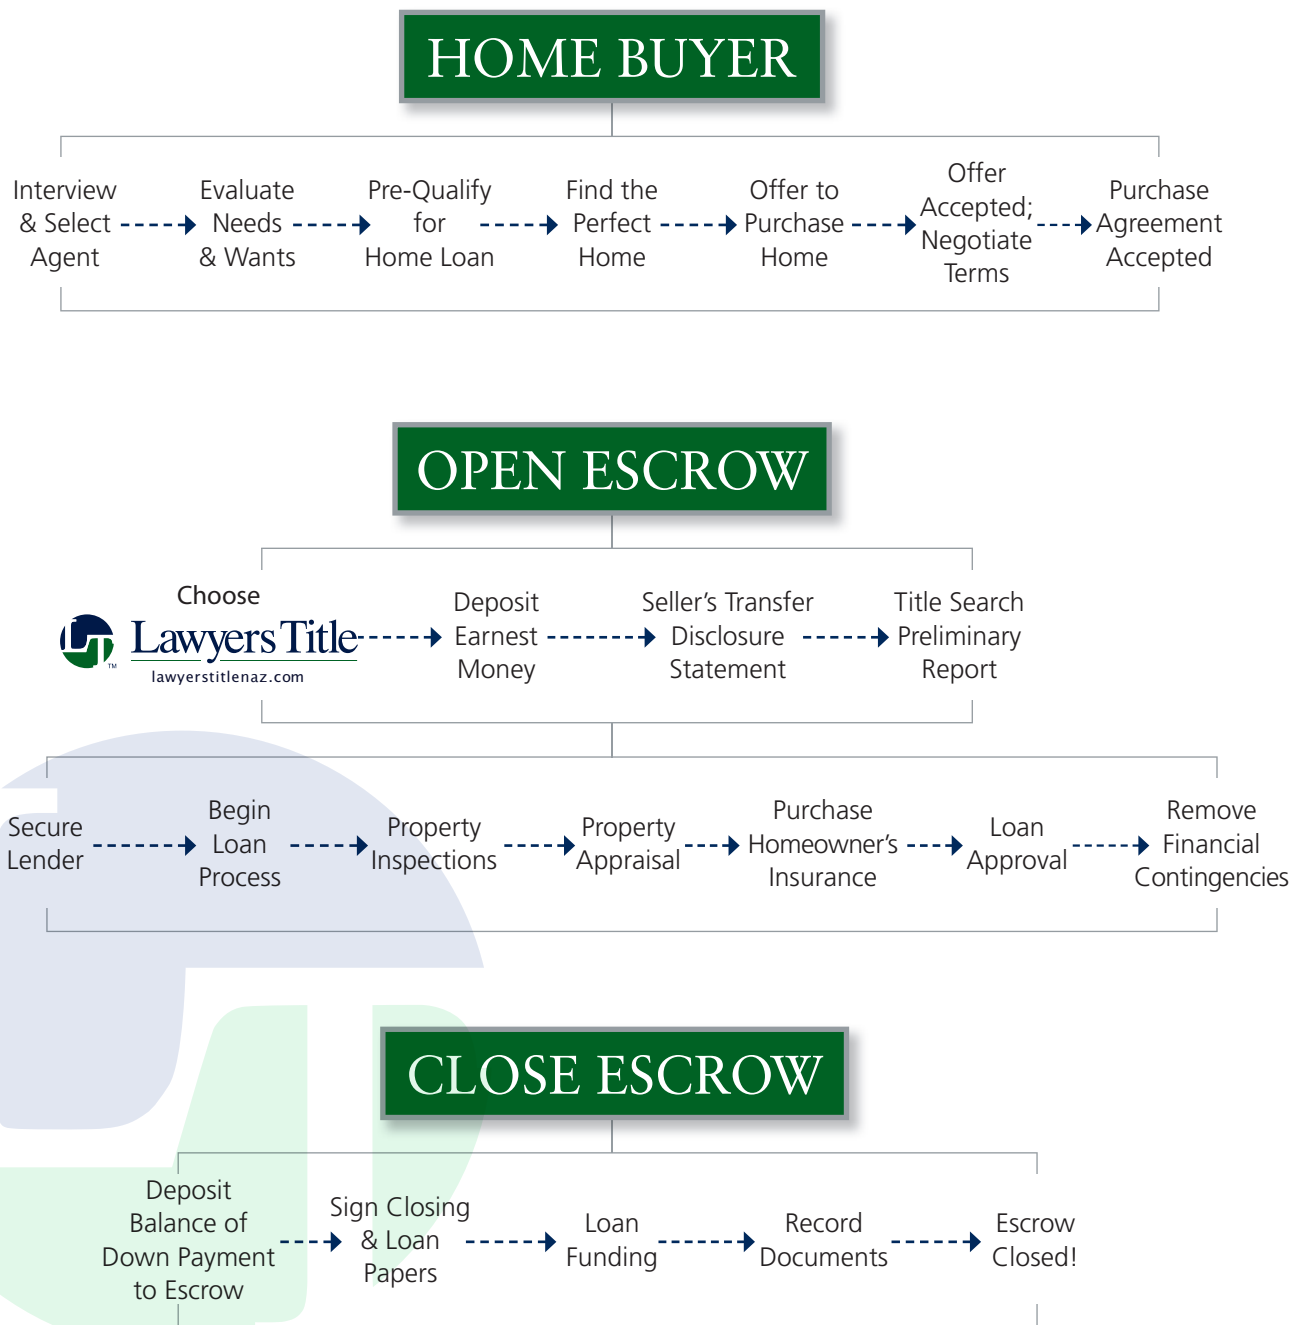 HOME BUYER
Interview
& Select
Agent
Evaluate
Needs
& Wants
Pre-Qualify
for
Home Loan
Find the
Perfect
Home
Offer to
Purchase
Home
Offer
Accepted;
Negotiate
Terms
Purchase
Agreement
Accepted
OPEN ESCROW
Choose
LT Lawyers Title
TM
lawyerstitlenaz.com
Deposit
Earnest
Money
Seller's Transfer
Disclosure
Statement
Title Search
Preliminary
Report
Secure
Lender
Begin
Loan
Process
Property
Inspections
Property
Appraisal
Purchase
Homeowner's
Insurance
Loan
Approval
Remove
Financial
Contingencies
CLOSE ESCROW
Deposit
Balance of
Down Payment
to Escrow
Sign Closing
& Loan
Papers
Loan
Funding
Record
Documents
Escrow
Closed!